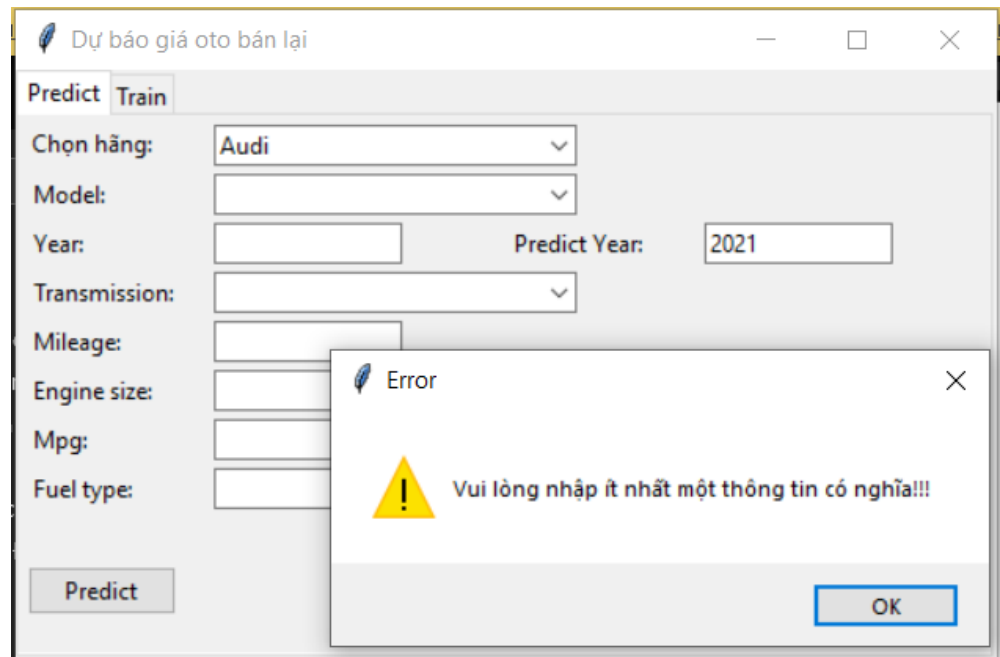 Dự báo giá oto bán lại
Predict Train
Chọn hãng: Audi
Model:
Year: Predict Year: 2021
Transmission:
Mileage:
Engine size:
Mpg:
Fuel type:
Predict
Error
Vui lòng nhập ít nhất một thông tin có nghĩa!!!
OK